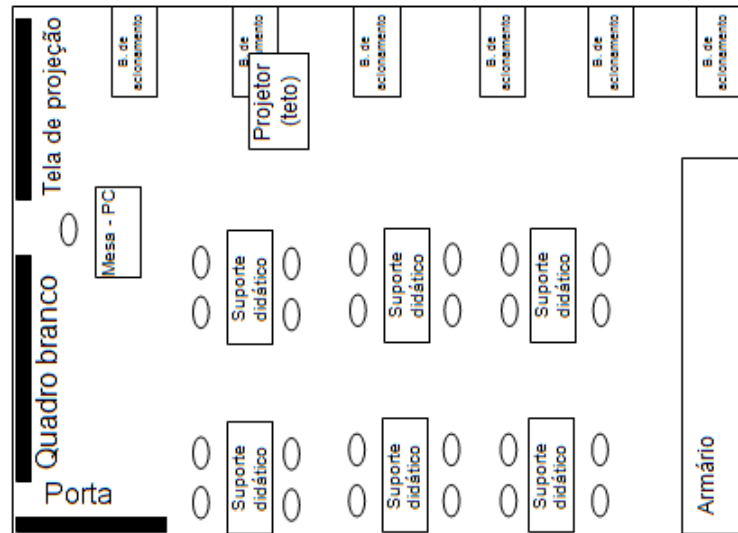 Tela de projeção
B. de
acionamento
B. de
B. de
acionamento
B. de
acionamento
B. de
acionamento
B. de
acionamento
Projetor
(teto)
Mesa - PC
Quadro branco
Suporte
didático
Suporte
didático
Suporte
didático
Suporte
didático
Suporte
didático
Suporte
didático
Porta
Armário